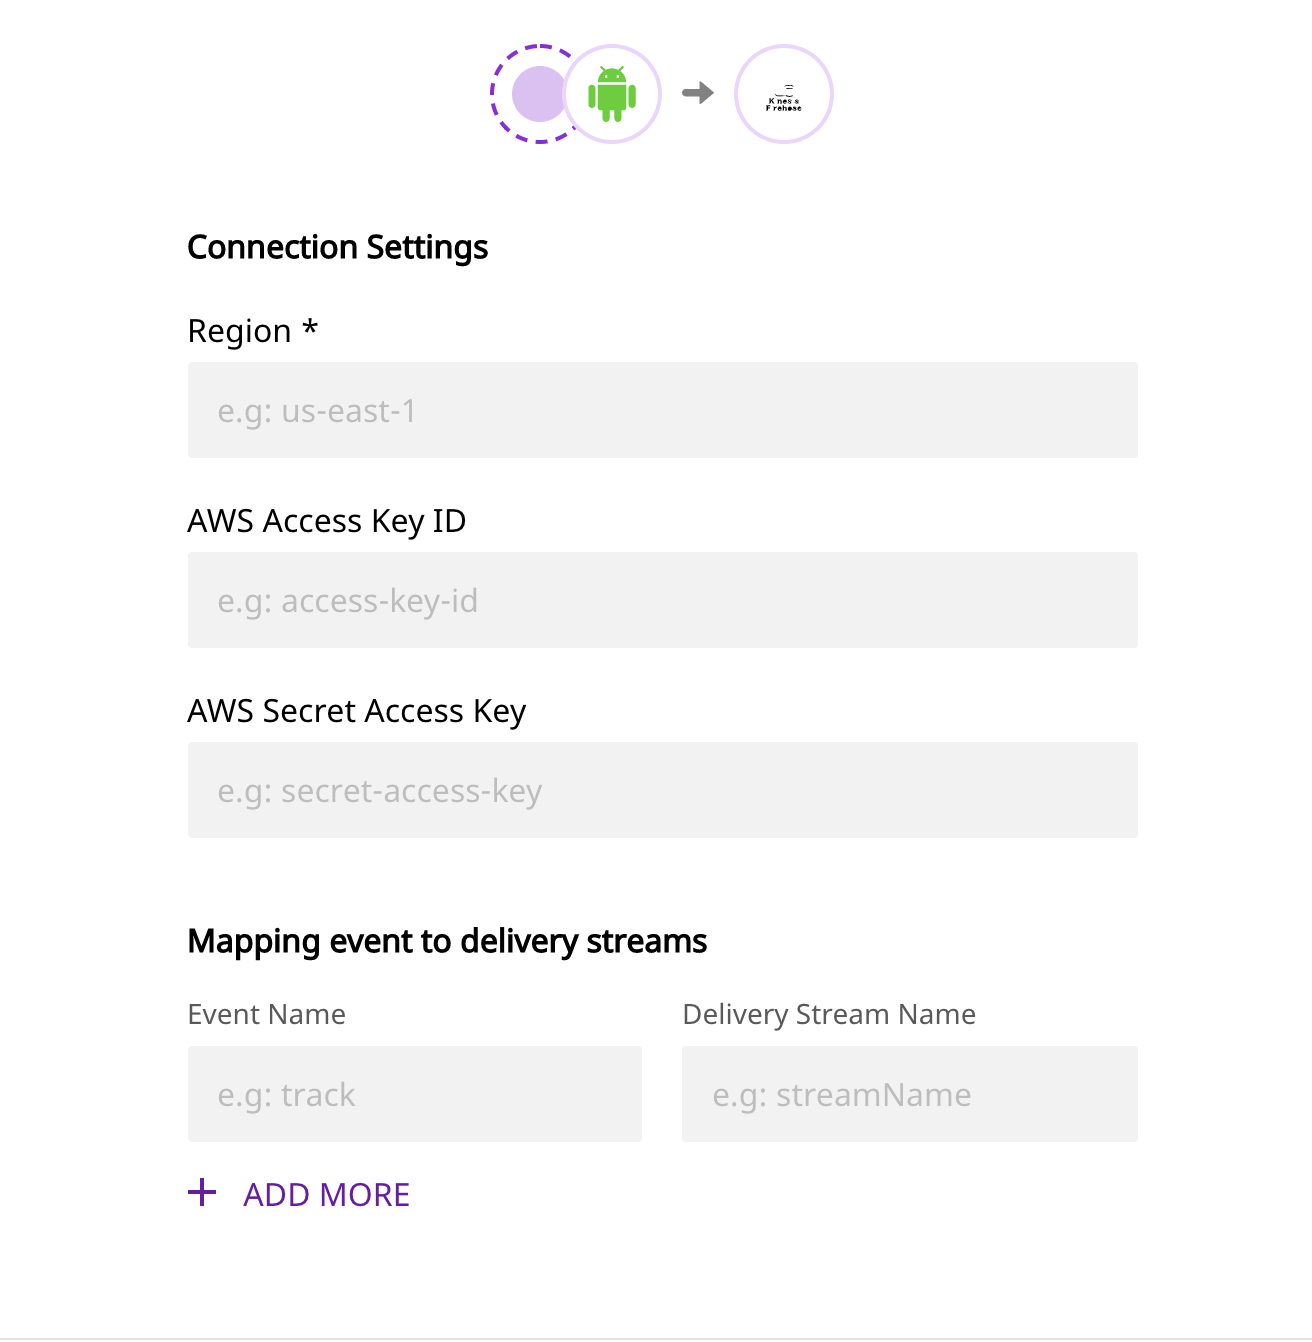 Connection Settings
Region *
e.g: us-east-1
AWS Access Key ID
e.g: access-key-id
AWS Secret Access Key
e.g: secret-access-key
Mapping event to delivery streams
Event Name
Delivery Stream Name
e.g: track
e.g: streamName
ADD MORE